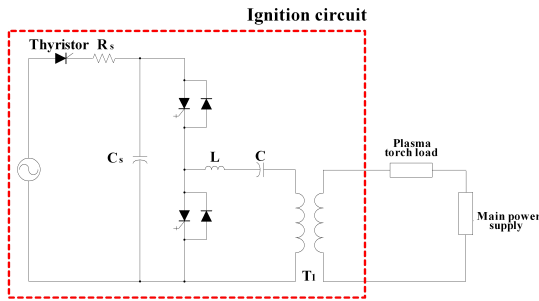 Ignition circuit
Thyristor Rs
Cs
L
C
T1
Plasma
torch load
Main power
supply